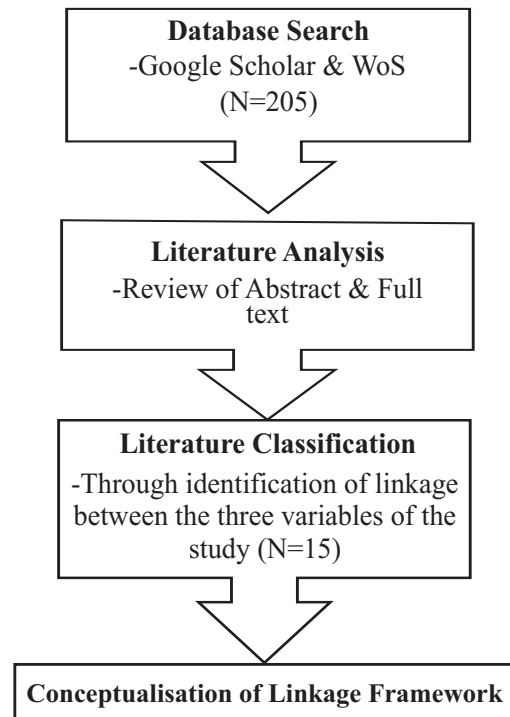 Database Search
-Google Scholar & WoS
(N=205)
Literature Analysis
-Review of Abstract & Full
text
Literature Classification
-Through identification of linkage
between the three variables of the
study (N=15)
Conceptualisation of Linkage Framework